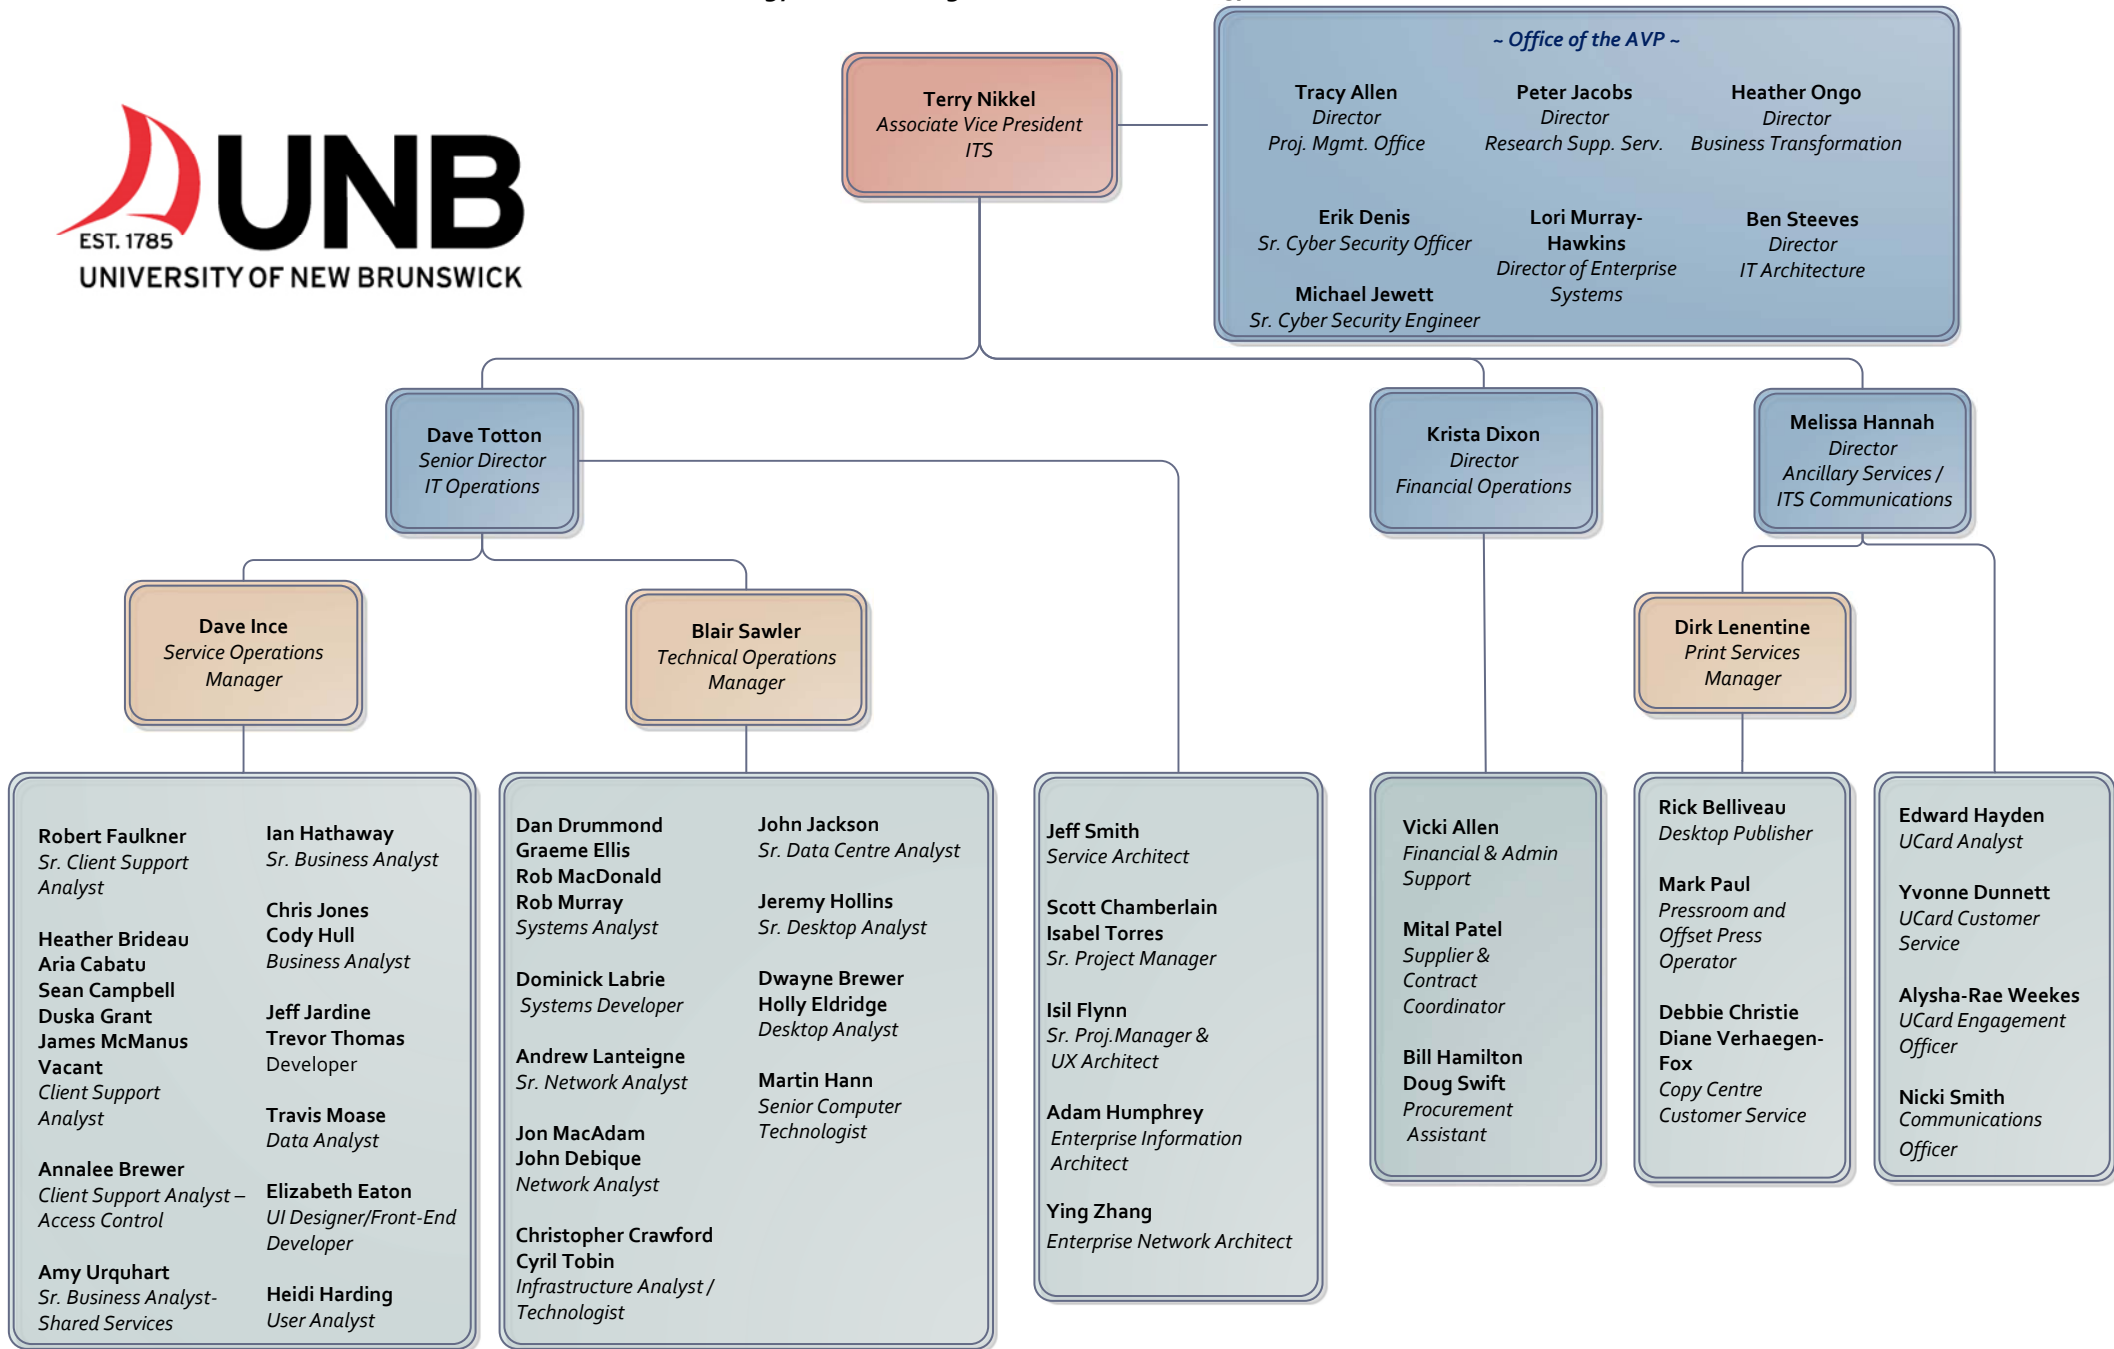 ~ Office of the AVP ~
Terry Nikkel
Associate Vice President
ITS
Tracy Allen
Director
Proj. Mgmt. Office
Peter Jacobs
Director
Research Supp. Serv.
Heather Ongo
Director
Business Transformation
Erik Denis
Sr. Cyber Security Officer
Michael Jewett
Sr. Cyber Security Engineer
Lori Murray-
Hawkins
Director of Enterprise
Systems
Ben Steeves
Director
IT Architecture
UNB
EST. 1785
UNIVERSITY OF NEW BRUNSWICK
Dave Totton
Senior Director
IT Operations
Krista Dixon
Director
Financial Operations
Melissa Hannah
Director
Ancillary Services /
ITS Communications
Dave Ince
Service Operations
Manager
Blair Sawler
Technical Operations
Manager
Dirk Lenentine
Print Services
Manager
Robert Faulkner
Sr. Client Support
Analyst
Heather Brideau
Aria Cabatu
Sean Campbell
Duska Grant
James McManus
Vacant
Client Support
Analyst
Annalee Brewer
Client Support Analyst –
Access Control
Amy Urquhart
Sr. Business Analyst-
Shared Services
Ian Hathaway
Sr. Business Analyst
Chris Jones
Cody Hull
Business Analyst
Jeff Jardine
Trevor Thomas
Developer
Travis Moase
Data Analyst
Elizabeth Eaton
UI Designer/Front-End
Developer
Heidi Harding
User Analyst
Dan Drummond
Graeme Ellis
Rob MacDonald
Rob Murray
Systems Analyst
Dominick Labrie
Systems Developer
Andrew Lanteigne
Sr. Network Analyst
Jon MacAdam
John Debique
Network Analyst
Christopher Crawford
Cyril Tobin
Infrastructure Analyst /
Technologist
John Jackson
Sr. Data Centre Analyst
Jeremy Hollins
Sr. Desktop Analyst
Dwayne Brewer
Holly Eldridge
Desktop Analyst
Martin Hann
Senior Computer
Technologist
Jeff Smith
Service Architect
Scott Chamberlain
Isabel Torres
Sr. Project Manager
Isil Flynn
Sr. Proj.Manager &
UX Architect
Adam Humphrey
Enterprise Information
Architect
Ying Zhang
Enterprise Network Architect
Vicki Allen
Financial & Admin
Support
Mital Patel
Supplier &
Contract
Coordinator
Bill Hamilton
Doug Swift
Procurement
Assistant
Rick Belliveau
Desktop Publisher
Mark Paul
Pressroom and
Offset Press
Operator
Debbie Christie
Diane Verhaegen-
Fox
Copy Centre
Customer Service
Edward Hayden
UCard Analyst
Yvonne Dunnett
UCard Customer
Service
Alysha-Rae Weekes
UCard Engagement
Officer
Nicki Smith
Communications
Officer